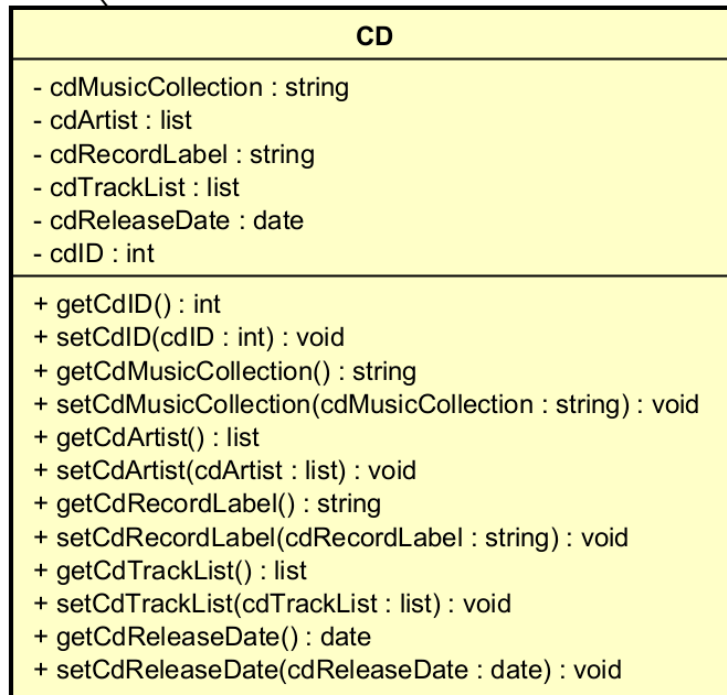 CD
- cdMusicCollection : string
- cdArtist : list
- cdRecordLabel : string
- cdTrackList : list
- cdReleaseDate : date
- cdID : int
+ getCdID() : int
+ setCdID(cdID : int) : void
+ getCdMusicCollection() : string
+ setCdMusicCollection(cdMusicCollection : string) : void
+ getCdArtist() : list
+ setCdArtist(cdArtist : list) : void
+ getCdRecordLabel() : string
+ setCdRecordLabel(cdRecordLabel : string) : void
+ getCdTrackList() : list
+ setCdTrackList(cdTrackList : list) : void
+ getCdReleaseDate() : date
+ setCdReleaseDate(cdReleaseDate : date) : void